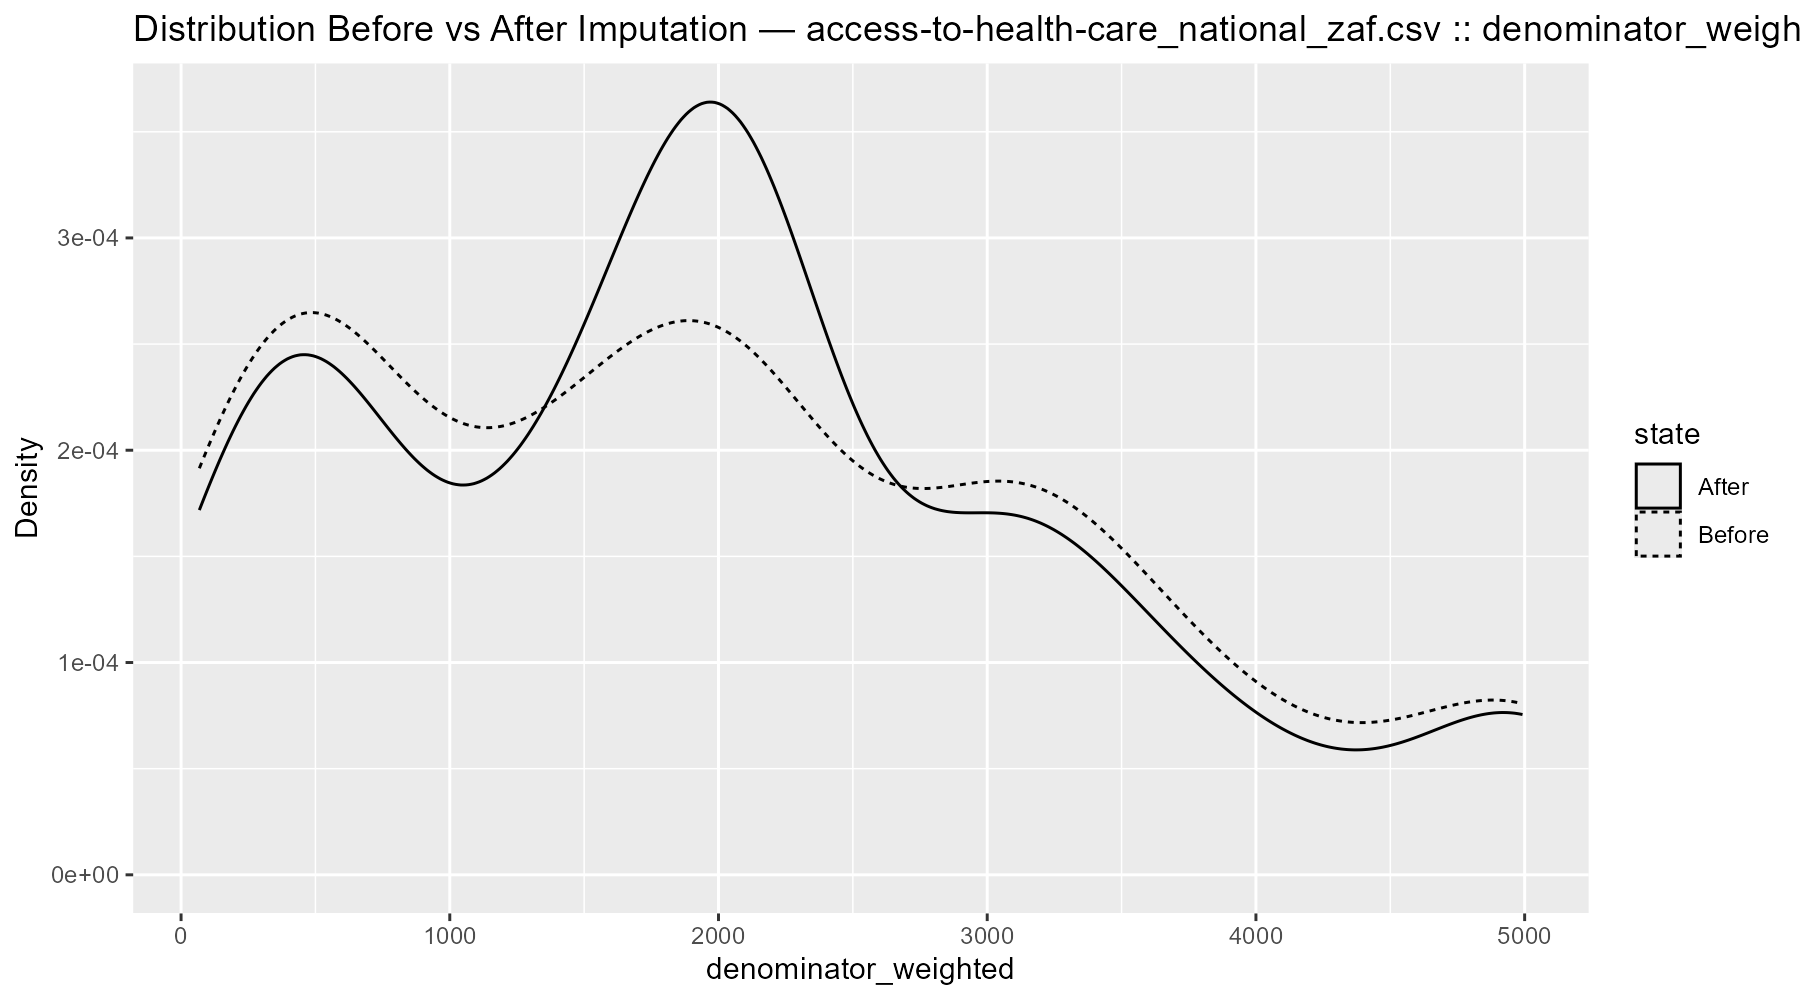 Distribution Before vs After Imputation — access-to-health-care_national_zaf.csv :: denominator_weigh
3e-04
2e-04
1e-04
0e+00
Density
0
1000
2000
3000
4000
5000
denominator_weighted
state
After
Before